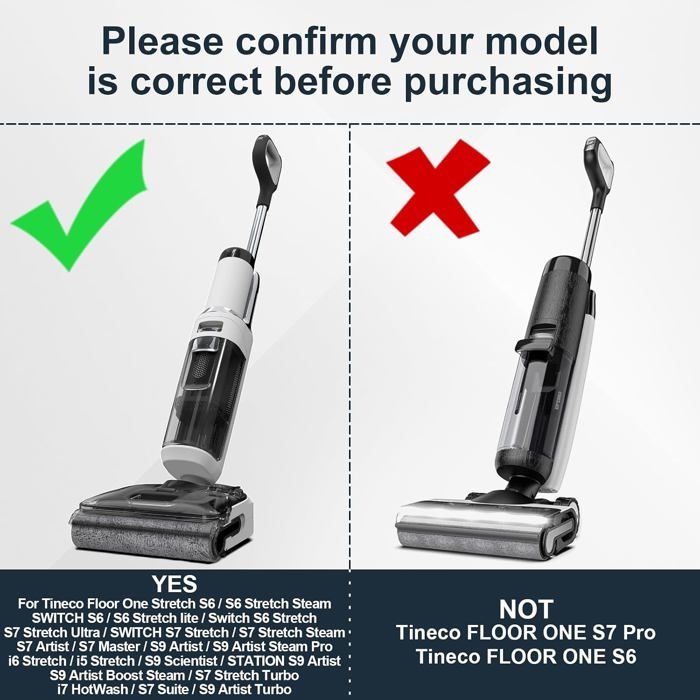 Please confirm your model
is correct before purchasing
YES
For Tineco Floor One Stretch S6 / S6 Stretch Steam
SWITCH S6 / S6 Stretch lite / Switch S6 Stretch
S7 Stretch Ultra / SWITCH S7 Stretch / S7 Stretch Steam
S7 Artist / S7 Master / S9 Artist / S9 Artist Steam Pro
i6 Stretch / i5 Stretch / S9 Scientist / STATION S9 Artist
S9 Artist Boost Steam / S7 Stretch Turbo
i7 HotWash / S7 Suite / S9 Artist Turbo
NOT
Tineco FLOOR ONE S7 Pro
Tineco FLOOR ONE S6